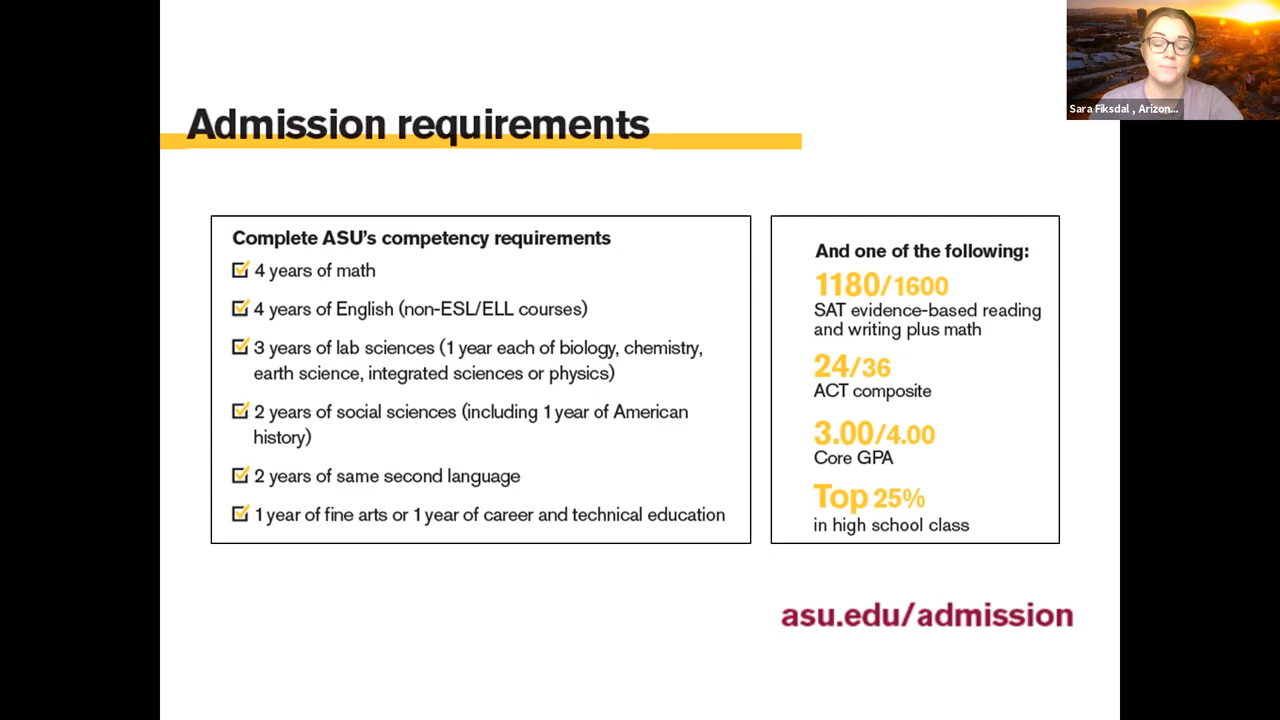 Sara Fiksdal , Arizon...
Admission requirements
Complete ASU's competency requirements
4 years of math
4 years of English (non-ESL/ELL courses)
3 years of lab sciences (1 year each of biology, chemistry,
earth science, integrated sciences or physics)
2 years of social sciences (including 1 year of American
history)
2 years of same second language
1 year of fine arts or 1 year of career and technical education
And one of the following:
1180/1600
SAT evidence-based reading
and writing plus math
24/36
ACT composite
3.00/4.00
Core GPA
Top 25%
in high school class
asu.edu/admission